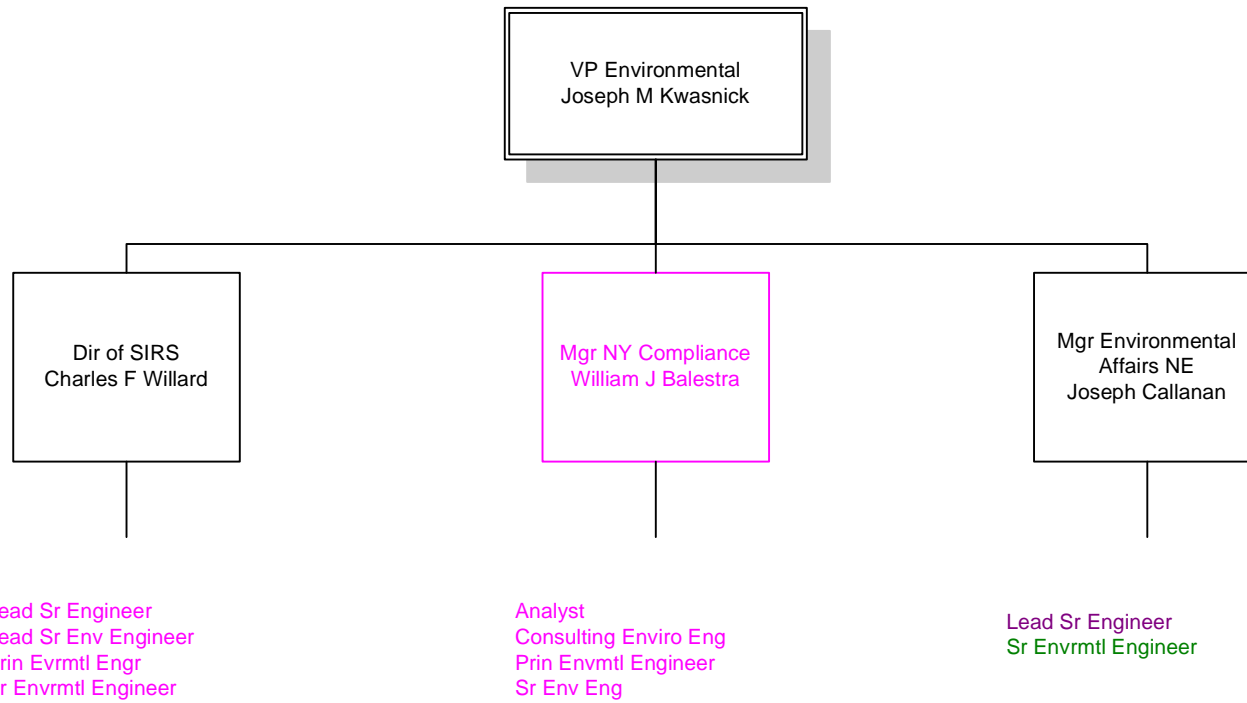 VP Environmental
Joseph M Kwasnick
Dir of SIRS
Charles F Willard
Mgr NY Compliance
William J Balestra
Mgr Environmental
Affairs NE
Joseph Callanan
ead Sr Engineer
ead Sr Env Engineer
rin Evrmtl Engr
r Envrmtl Engineer
Analyst
Consulting Enviro Eng
Prin Envmtl Engineer
Sr Env Eng
Lead Sr Engineer
Sr Envrmtl Engineer